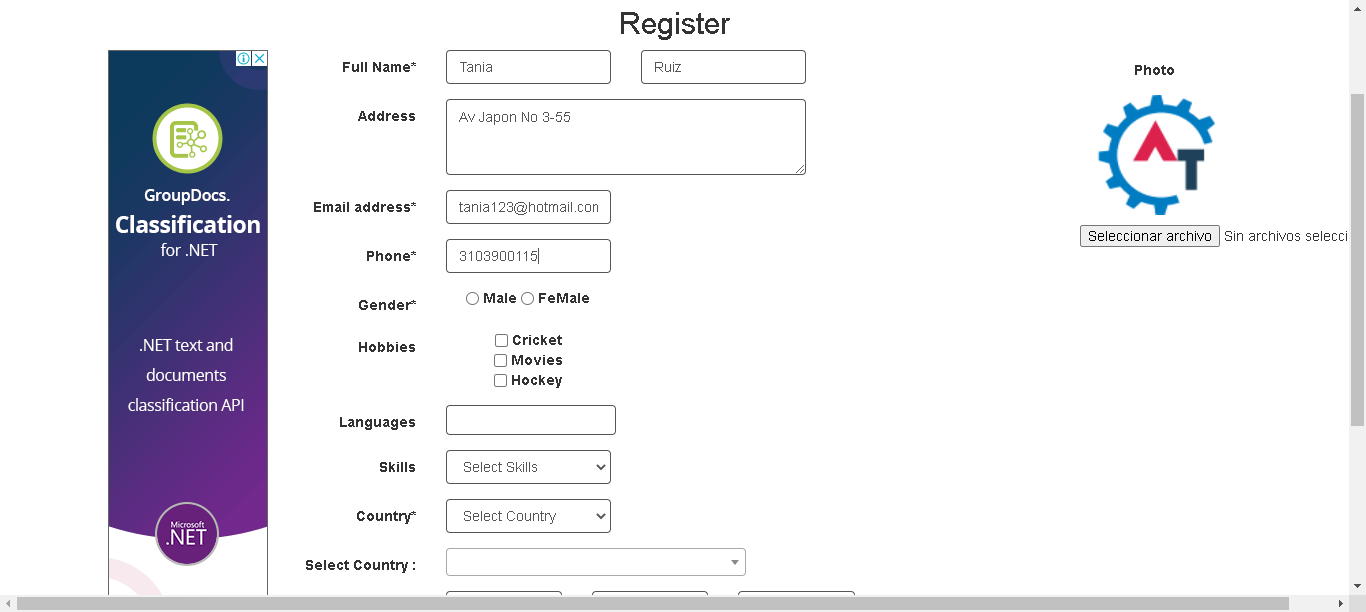 Register
Full Name*
Tania
Ruiz
Address
Av Japon No 3-55
Email address*
tania123@hotmail.con
Phone*
3103900115
Gender*
Male
FeMale
Hobbies
Cricket
Movies
Hockey
Languages
Skills
Select Skills
Country*
Select Country
Select Country :
Photo
AT
Seleccionar archivo
Sin archivos selecci
GroupDocs.
Classification
for .NET
.NET text and
documents
classification API
Microsoft
.NET